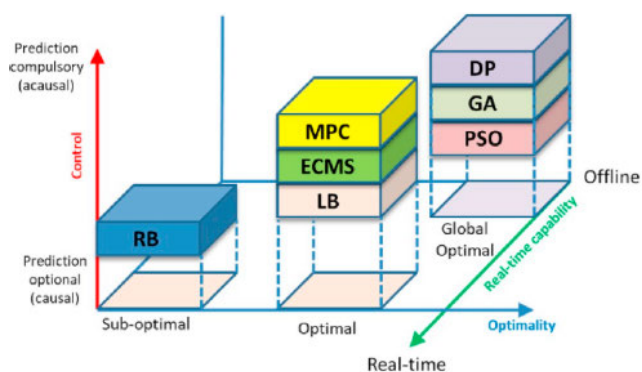 Prediction
compulsory
(acausal)
Control
Prediction
optional
(causal)
RB
MPC
ECMS
LB
DP
GA
PSO
Offline
Global
Optimal
Real-time capability
Sub-optimal
Optimal
Optimality
Real-time